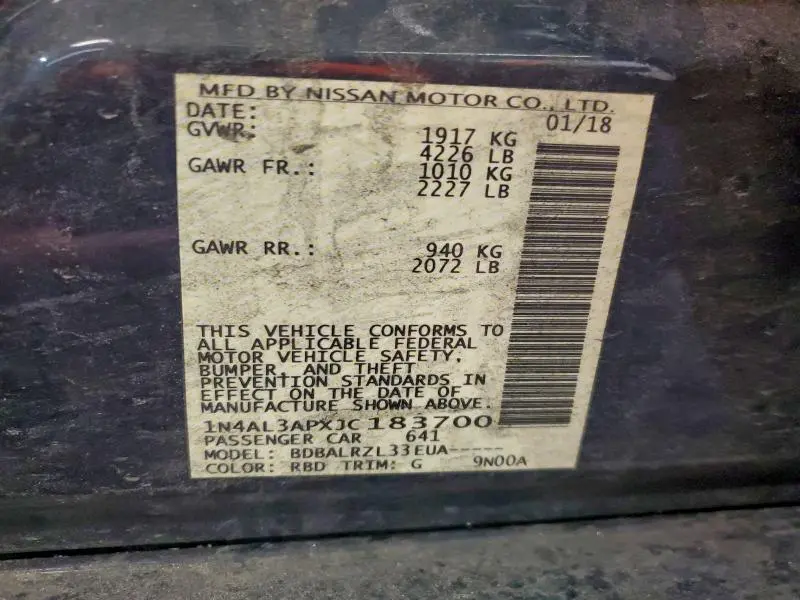 MFD BY NISSAN MOTOR CO., LTD.
DATE: 01/18
GVWR: 1917 KG
4226 LB
GAWR FR.: 1010 KG
2227 LB
GAWR RR.: 940 KG
2072 LB
THIS VEHICLE CONFORMS TO
ALL APPLICABLE FEDERAL
MOTOR VEHICLE SAFETY,
BUMPER, AND THEFT
PREVENTION STANDARDS IN
EFFECT ON THE DATE OF
MANUFACTURE SHOWN ABOVE.
1N4AL3APXJC183700
PASSENGER CAR 641
MODEL: BDBALRZL33EUA-----
COLOR: RBD TRIM: G 9N00A